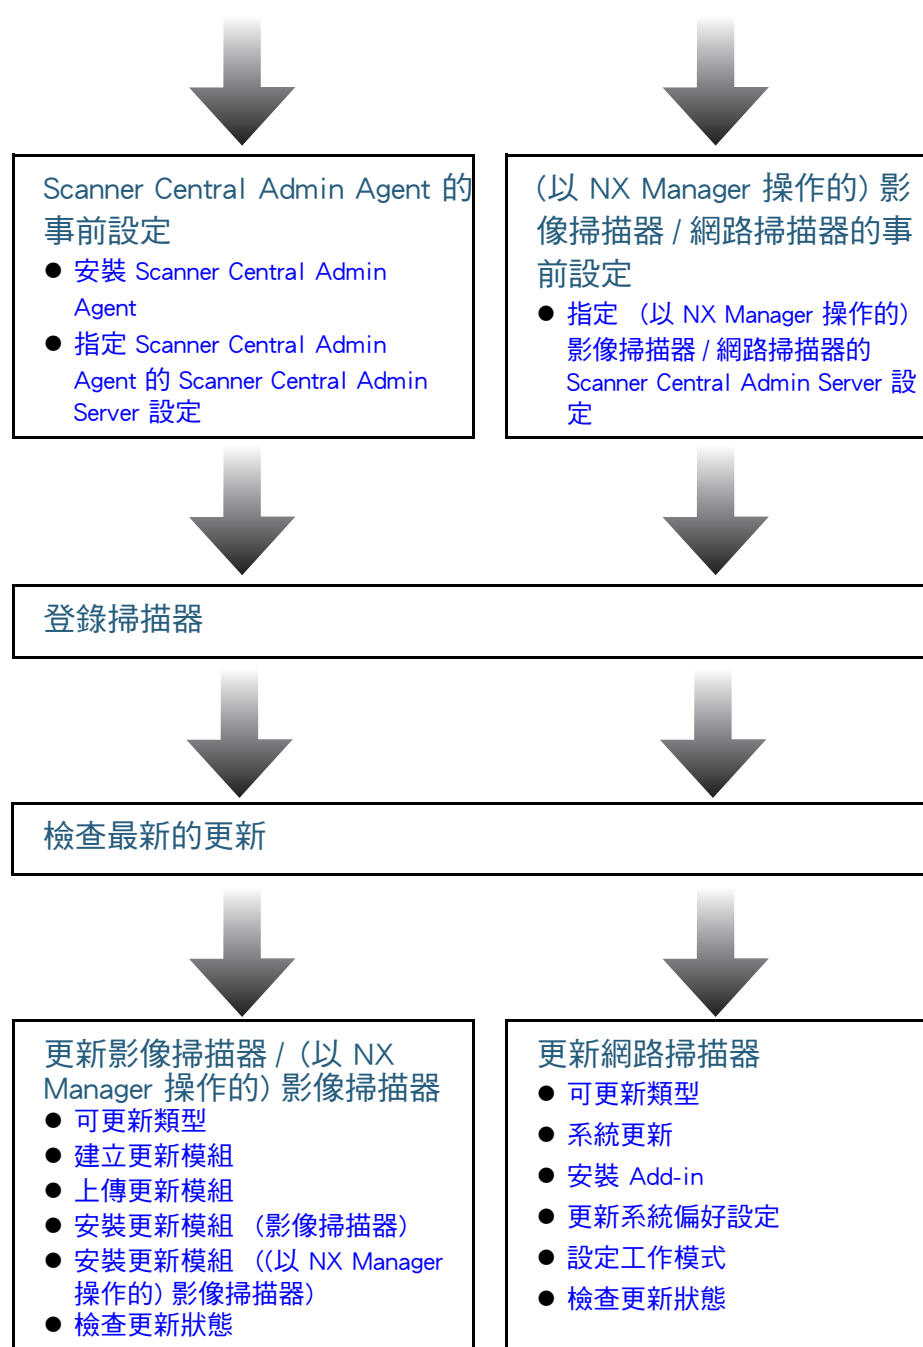 Scanner Central Admin Agent 的
事前設定
● 安裝 Scanner Central Admin
Agent
● 指定 Scanner Central Admin
Agent 的 Scanner Central Admin
Server 設定
(以 NX Manager 操作的) 影
像掃描器 / 網路掃描器的事
前設定
● 指定 (以 NX Manager 操作的)
影像掃描器 / 網路掃描器的
Scanner Central Admin Server 設
定
登錄掃描器
檢查最新的更新
更新影像掃描器 / (以 NX
Manager 操作的) 影像掃描器
● 可更新類型
● 建立更新模組
● 上傳更新模組
● 安裝更新模組 (影像掃描器)
● 安裝更新模組 ((以 NX Manager
操作的) 影像掃描器)
● 檢查更新狀態
更新網路掃描器
● 可更新類型
● 系統更新
● 安裝 Add-in
● 更新系統偏好設定
● 設定工作模式
● 檢查更新狀態